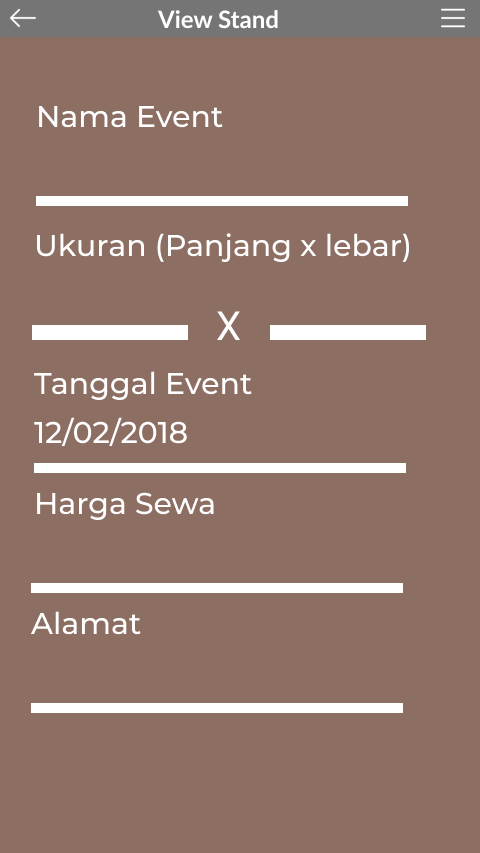 View Stand
Nama Event
Ukuran (Panjang x lebar)
X
Tanggal Event
12/02/2018
Harga Sewa
Alamat